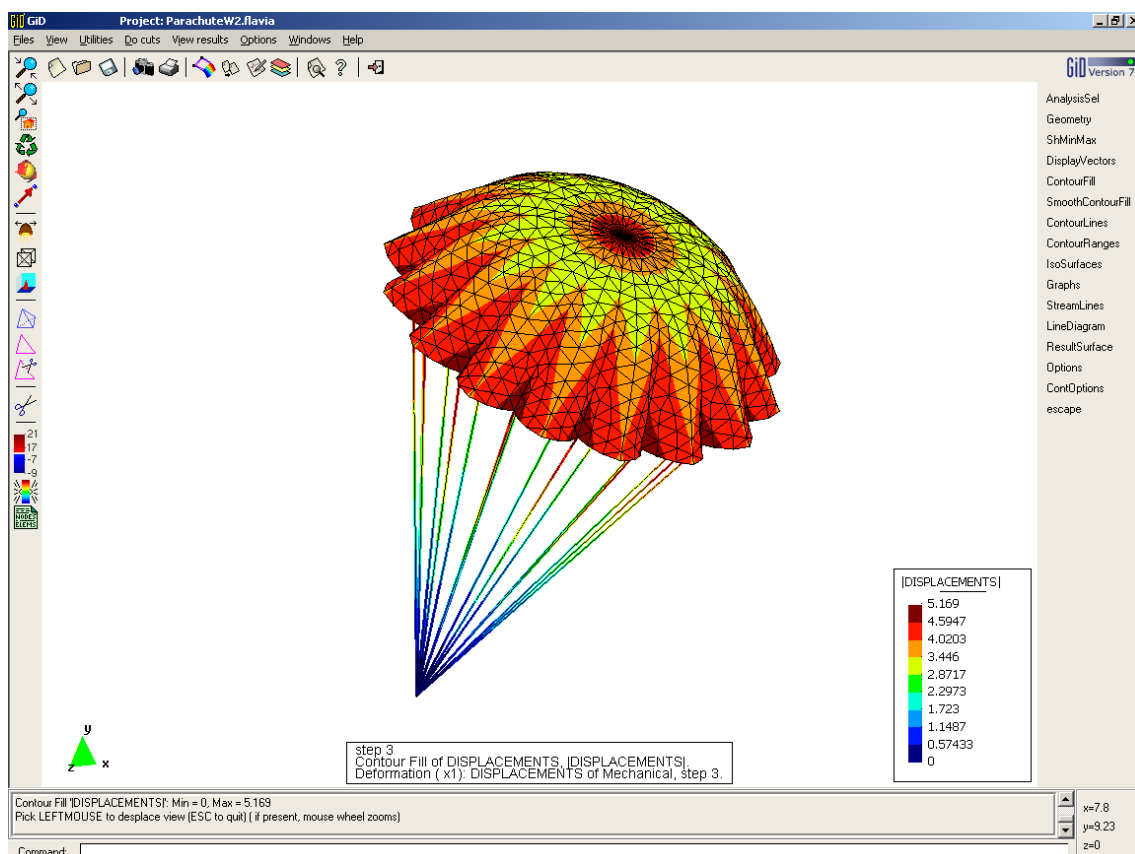 GiD Project: ParachuteW2.flavia
Files View Utilities Do cuts View results Options Windows Help
GiD Version 7
AnalysisSel
Geometry
ShMinMax
DisplayVectors
ContourFill
SmoothContourFill
ContourLines
ContourRanges
IsoSurfaces
Graphs
StreamLines
LineDiagram
ResultSurface
Options
ContOptions
escape
21
17
-7
-9
NODES
ELEMS
|DISPLACEMENTS|
5.169
4.5947
4.0203
3.446
2.8717
2.2973
1.723
1.1487
0.57433
0
y
z x
step 3
Contour Fill of DISPLACEMENTS, |DISPLACEMENTS|.
Deformation ( x1): DISPLACEMENTS of Mechanical, step 3.
Contour Fill '|DISPLACEMENTS|': Min = 0, Max = 5.169
Pick LEFTMOUSE to desplace view (ESC to quit) ( if present, mouse wheel zooms)
x=7.8
y=9.23
z=0
Command: